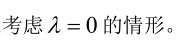 考虑 λ = 0 的情形。